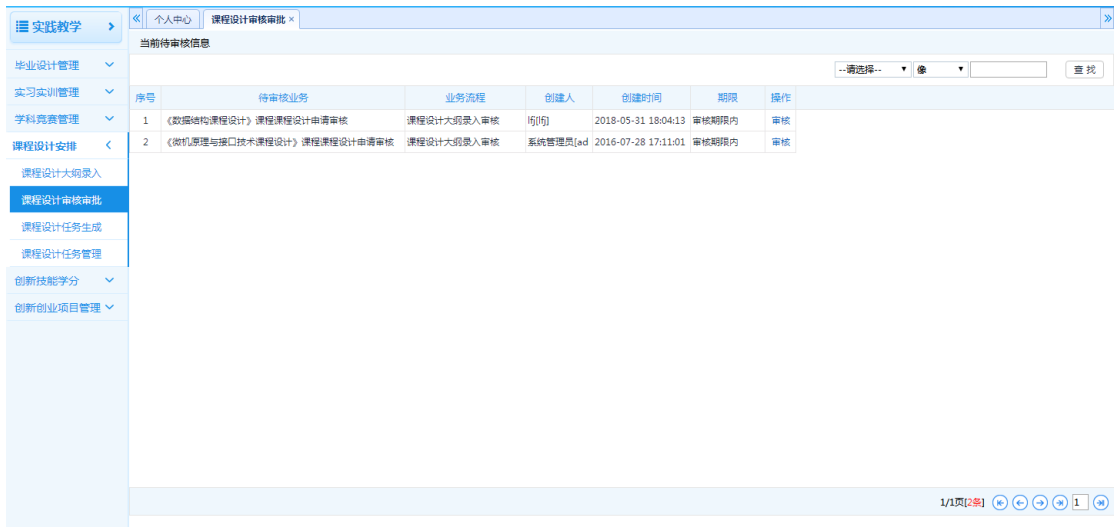 实践教学
个人中心 课程设计审核审批 ×
当前待审核信息
毕业设计管理
实习实训管理
学科竞赛管理
课程设计安排
课程设计大纲录入
课程设计审核审批
课程设计任务生成
课程设计任务管理
创新技能学分
创新创业项目管理
--请选择-- 像 查 找
序号 待审核业务 业务流程 创建人 创建时间 期限 操作
1 《数据结构课程设计》课程课程设计申请审核 课程设计大纲录入审核 lfj[lfj] 2018-05-31 18:04:13 审核期限内 审核
2 《微机原理与接口技术课程设计》课程课程设计申请审核 课程设计大纲录入审核 系统管理员[ad 2016-07-28 17:11:01 审核期限内 审核
1/1页[2条] 1